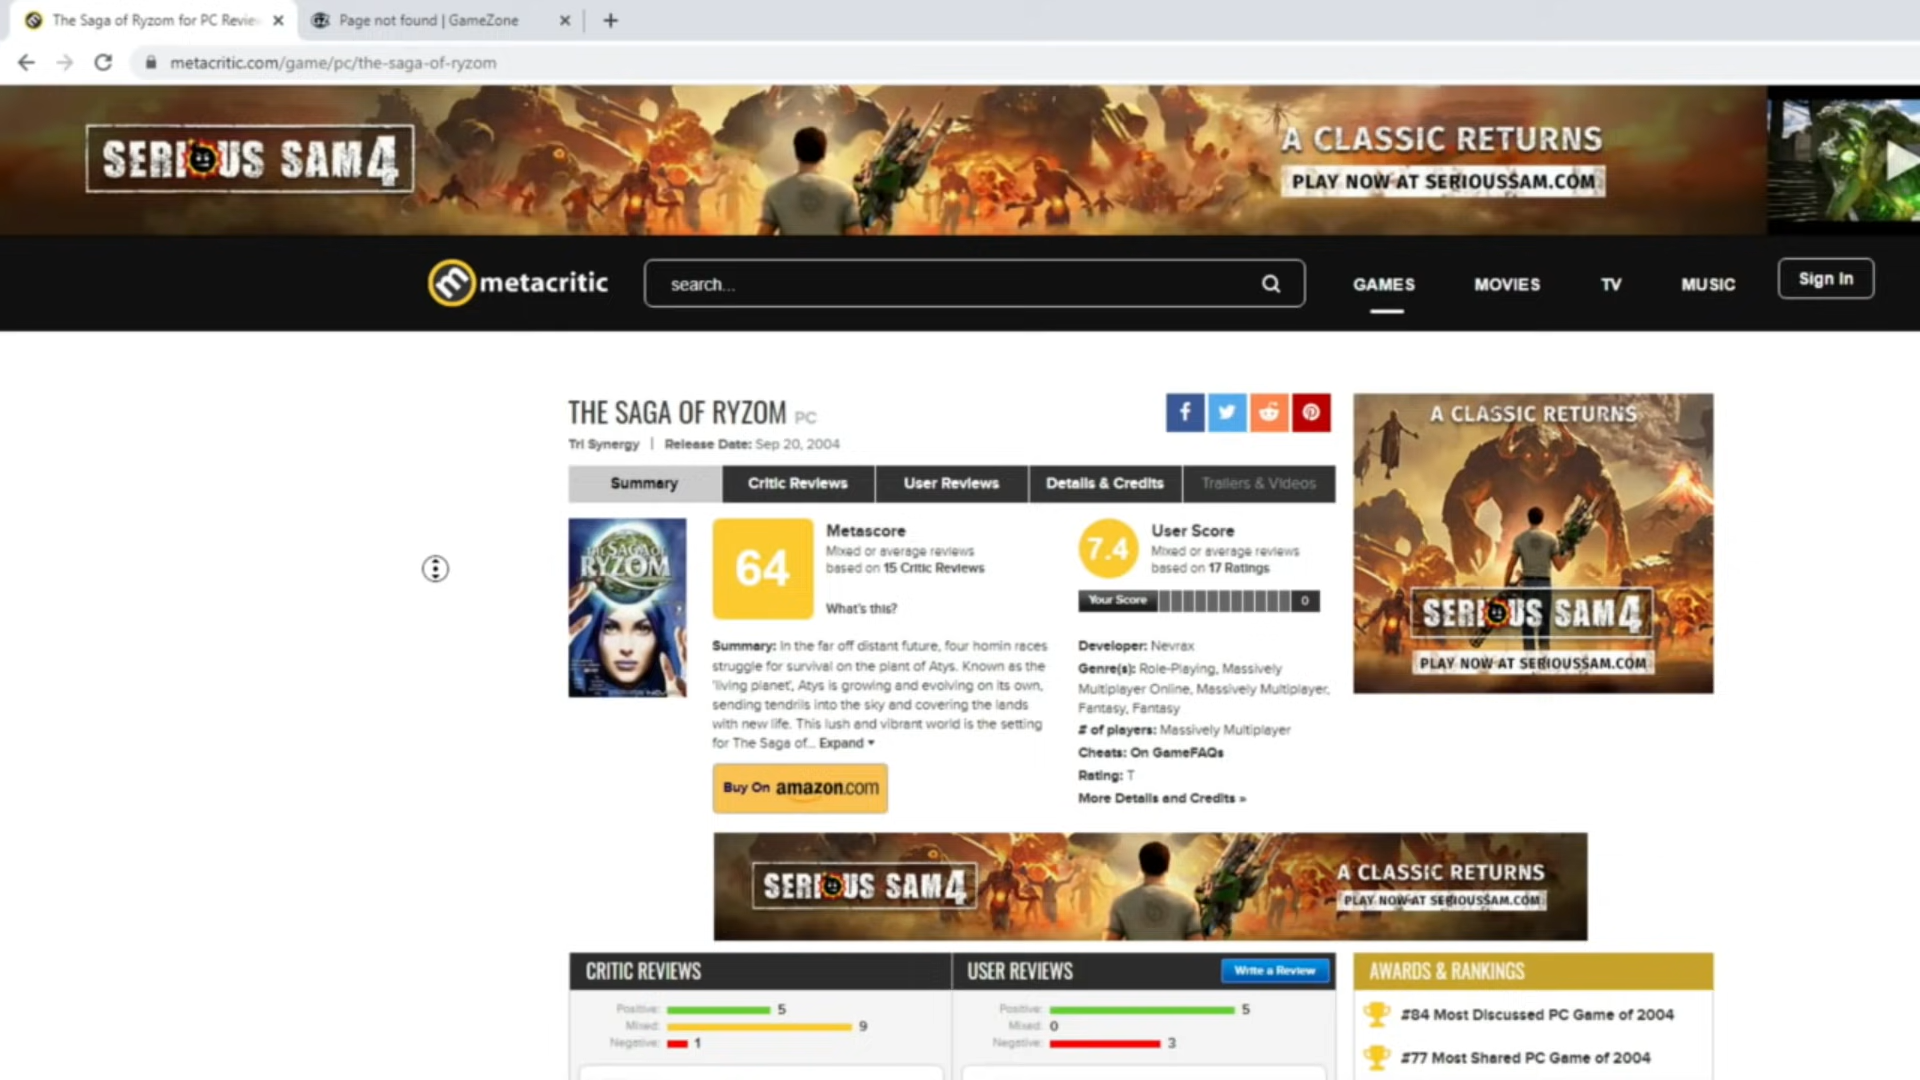 The Saga of Ryzom for PC Revie
Page not found | GameZone
metacritic.com/game/pc/the-saga-of-ryzom
SERIOUS SAM 4
A CLASSIC RETURNS
PLAY NOW AT SERIOUSSAM.COM
metacritic
search...
GAMES
MOVIES
TV
MUSIC
Sign In
THE SAGA OF RYZOM PC
Tri Synergy | Release Date: Sep 20, 2004
Summary
Critic Reviews
User Reviews
Details & Credits
Trailers & Videos
THE SAGA OF
RYZOM
64
Metascore
Mixed or average reviews
based on 15 Critic Reviews
What's this?
7.4
User Score
Mixed or average reviews
based on 17 Ratings
Your Score
0
Summary: In the far off distant future, four homin races
struggle for survival on the plant of Atys. Known as the
'living planet', Atys is growing and evolving on its own,
sending tendrils into the sky and covering the lands
with new life. This lush and vibrant world is the setting
for The Saga of... Expand
Buy On amazon.com
Developer: Nevrax
Genre(s): Role-Playing, Massively
Multiplayer Online, Massively Multiplayer,
Fantasy, Fantasy
# of players: Massively Multiplayer
Cheats: On GameFAQs
Rating: T
More Details and Credits »
A CLASSIC RETURNS
SERIOUS SAM 4
PLAY NOW AT SERIOUSSAM.COM
SERIOUS SAM 4
A CLASSIC RETURNS
PLAY NOW AT SERIOUSSAM.COM
CRITIC REVIEWS
Positive: 5
Mixed: 9
Negative: 1
USER REVIEWS
Write a Review
Positive: 5
Mixed: 0
Negative: 3
AWARDS & RANKINGS
#84 Most Discussed PC Game of 2004
#77 Most Shared PC Game of 2004